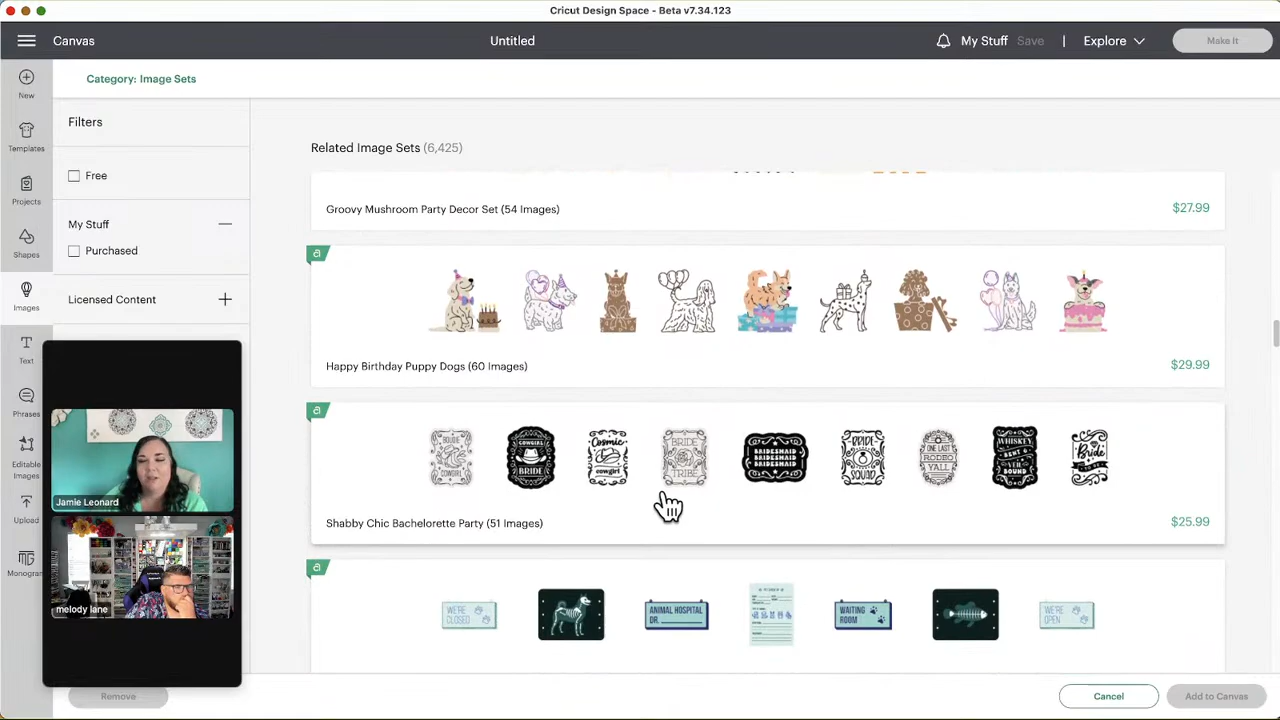 Cricut Design Space - Beta v7.34.123
Canvas
Untitled
My Stuff
Save
|
Explore
Make It
Category: Image Sets
New
Templates
Projects
Shapes
Images
Text
Phrases
Editable
Images
Upload
Monogram
Filters
Free
My Stuff
Purchased
Licensed Content
Jamie Leonard
melody lane
Remove
Related Image Sets (6,425)
Groovy Mushroom Party Decor Set (54 Images)
$27.99
a
Happy Birthday Puppy Dogs (60 Images)
$29.99
a
COWGIRL
BRIDE
Cosmic
cowgirl
BRIDE
TRIBE
BRIDESMAID
BRIDESMAID
BRIDESMAID
BRIDE
SQUAD
ONE LAST
RODEO
Y'ALL
WHISKEY
BENT &
VEIL
BOUND
Bride
Shabby Chic Bachelorette Party (51 Images)
$25.99
a
WE'RE
CLOSED
ANIMAL HOSPITAL
DR.
WAITING
ROOM
WE'RE
OPEN
Cancel
Add to Canvas